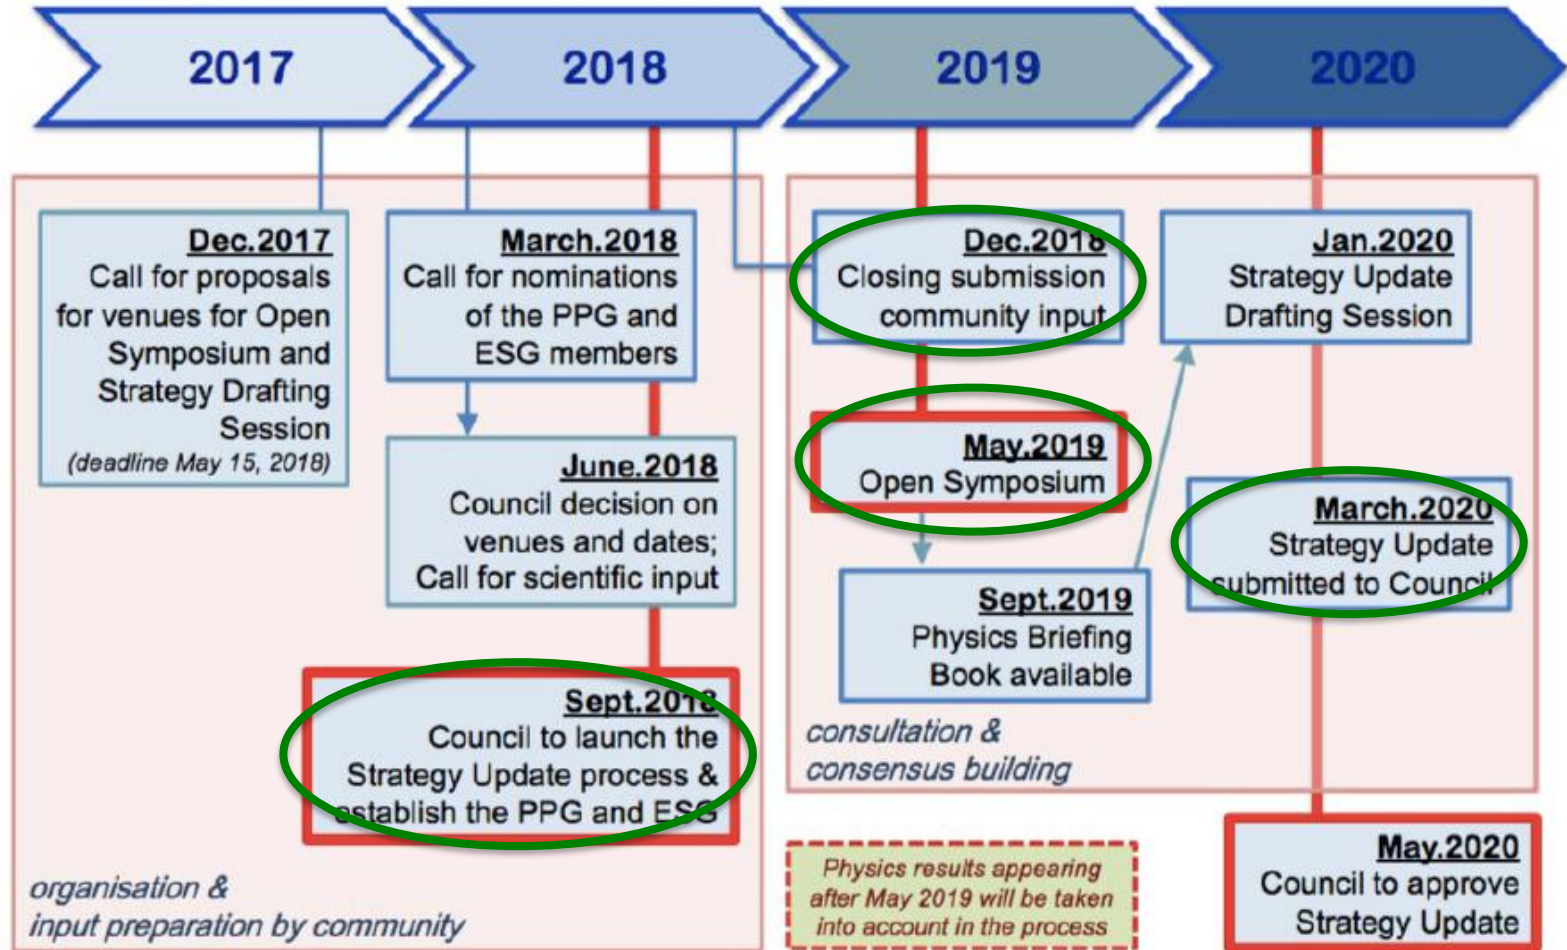 2017
2018
2019
2020
Dec.2017
Call for proposals
for venues for Open
Symposium and
Strategy Drafting
Session
(deadline May 15, 2018)
March.2018
Call for nominations
of the PPG and
ESG members
June.2018
Council decision on
venues and dates;
Call for scientific input
Sept.2018
Council to launch the
Strategy Update process &
establish the PPG and ESG
organisation &
input preparation by community
Dec.2018
Closing submission
community input
May.2019
Open Symposium
Sept.2019
Physics Briefing
Book available
Jan.2020
Strategy Update
Drafting Session
March.2020
Strategy Update
submitted to Council
consultation &
consensus building
Physics results appearing
after May 2019 will be taken
into account in the process
May.2020
Council to approve
Strategy Update